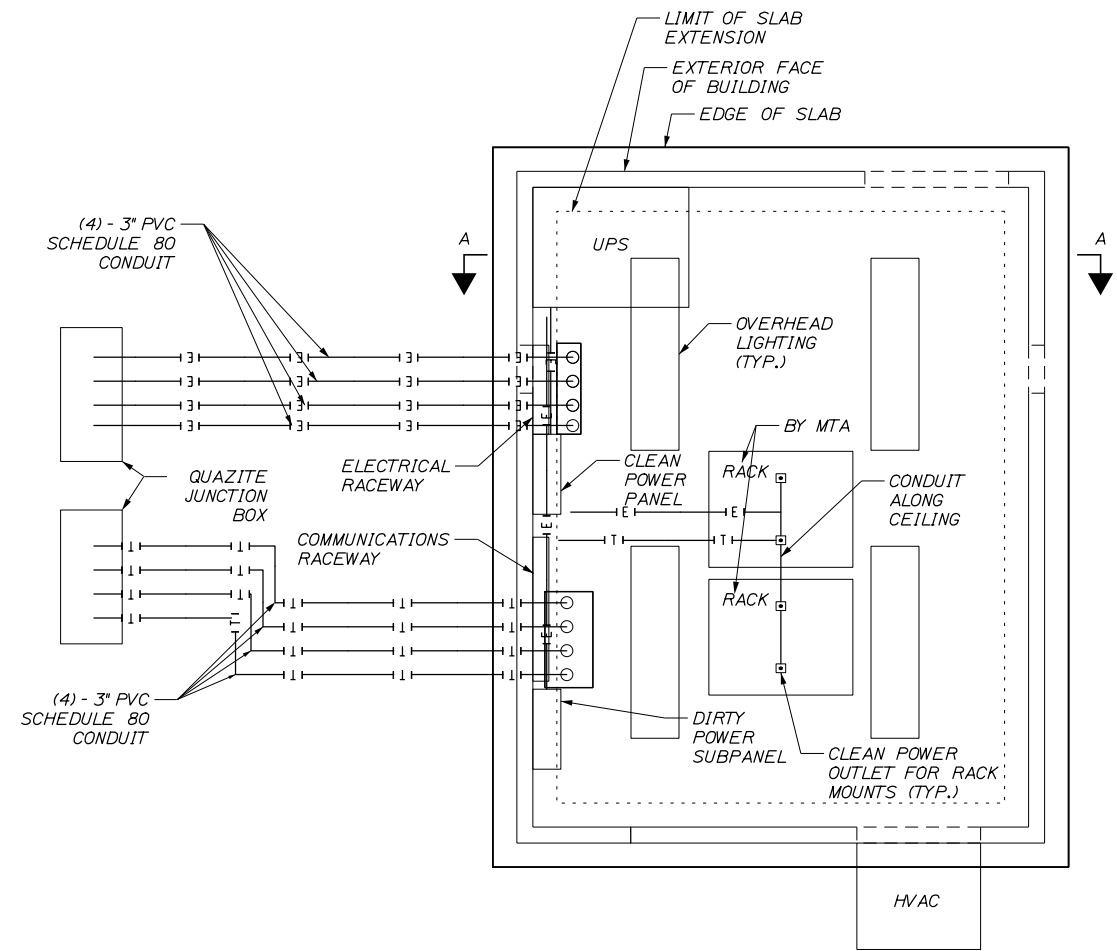 LIMIT OF SLAB
EXTENSION
EXTERIOR FACE
OF BUILDING
EDGE OF SLAB
(4) - 3" PVC
SCHEDULE 80
CONDUIT
A
A
UPS
OVERHEAD
LIGHTING
(TYP.)
BY MTA
QUAZITE
JUNCTION
BOX
ELECTRICAL
RACEWAY
CLEAN
POWER
PANEL
RACK
CONDUIT
ALONG
CEILING
E
E
COMMUNICATIONS
RACEWAY
T
T
RACK
(4) - 3" PVC
SCHEDULE 80
CONDUIT
DIRTY
POWER
SUBPANEL
CLEAN POWER
OUTLET FOR RACK
MOUNTS (TYP.)
HVAC